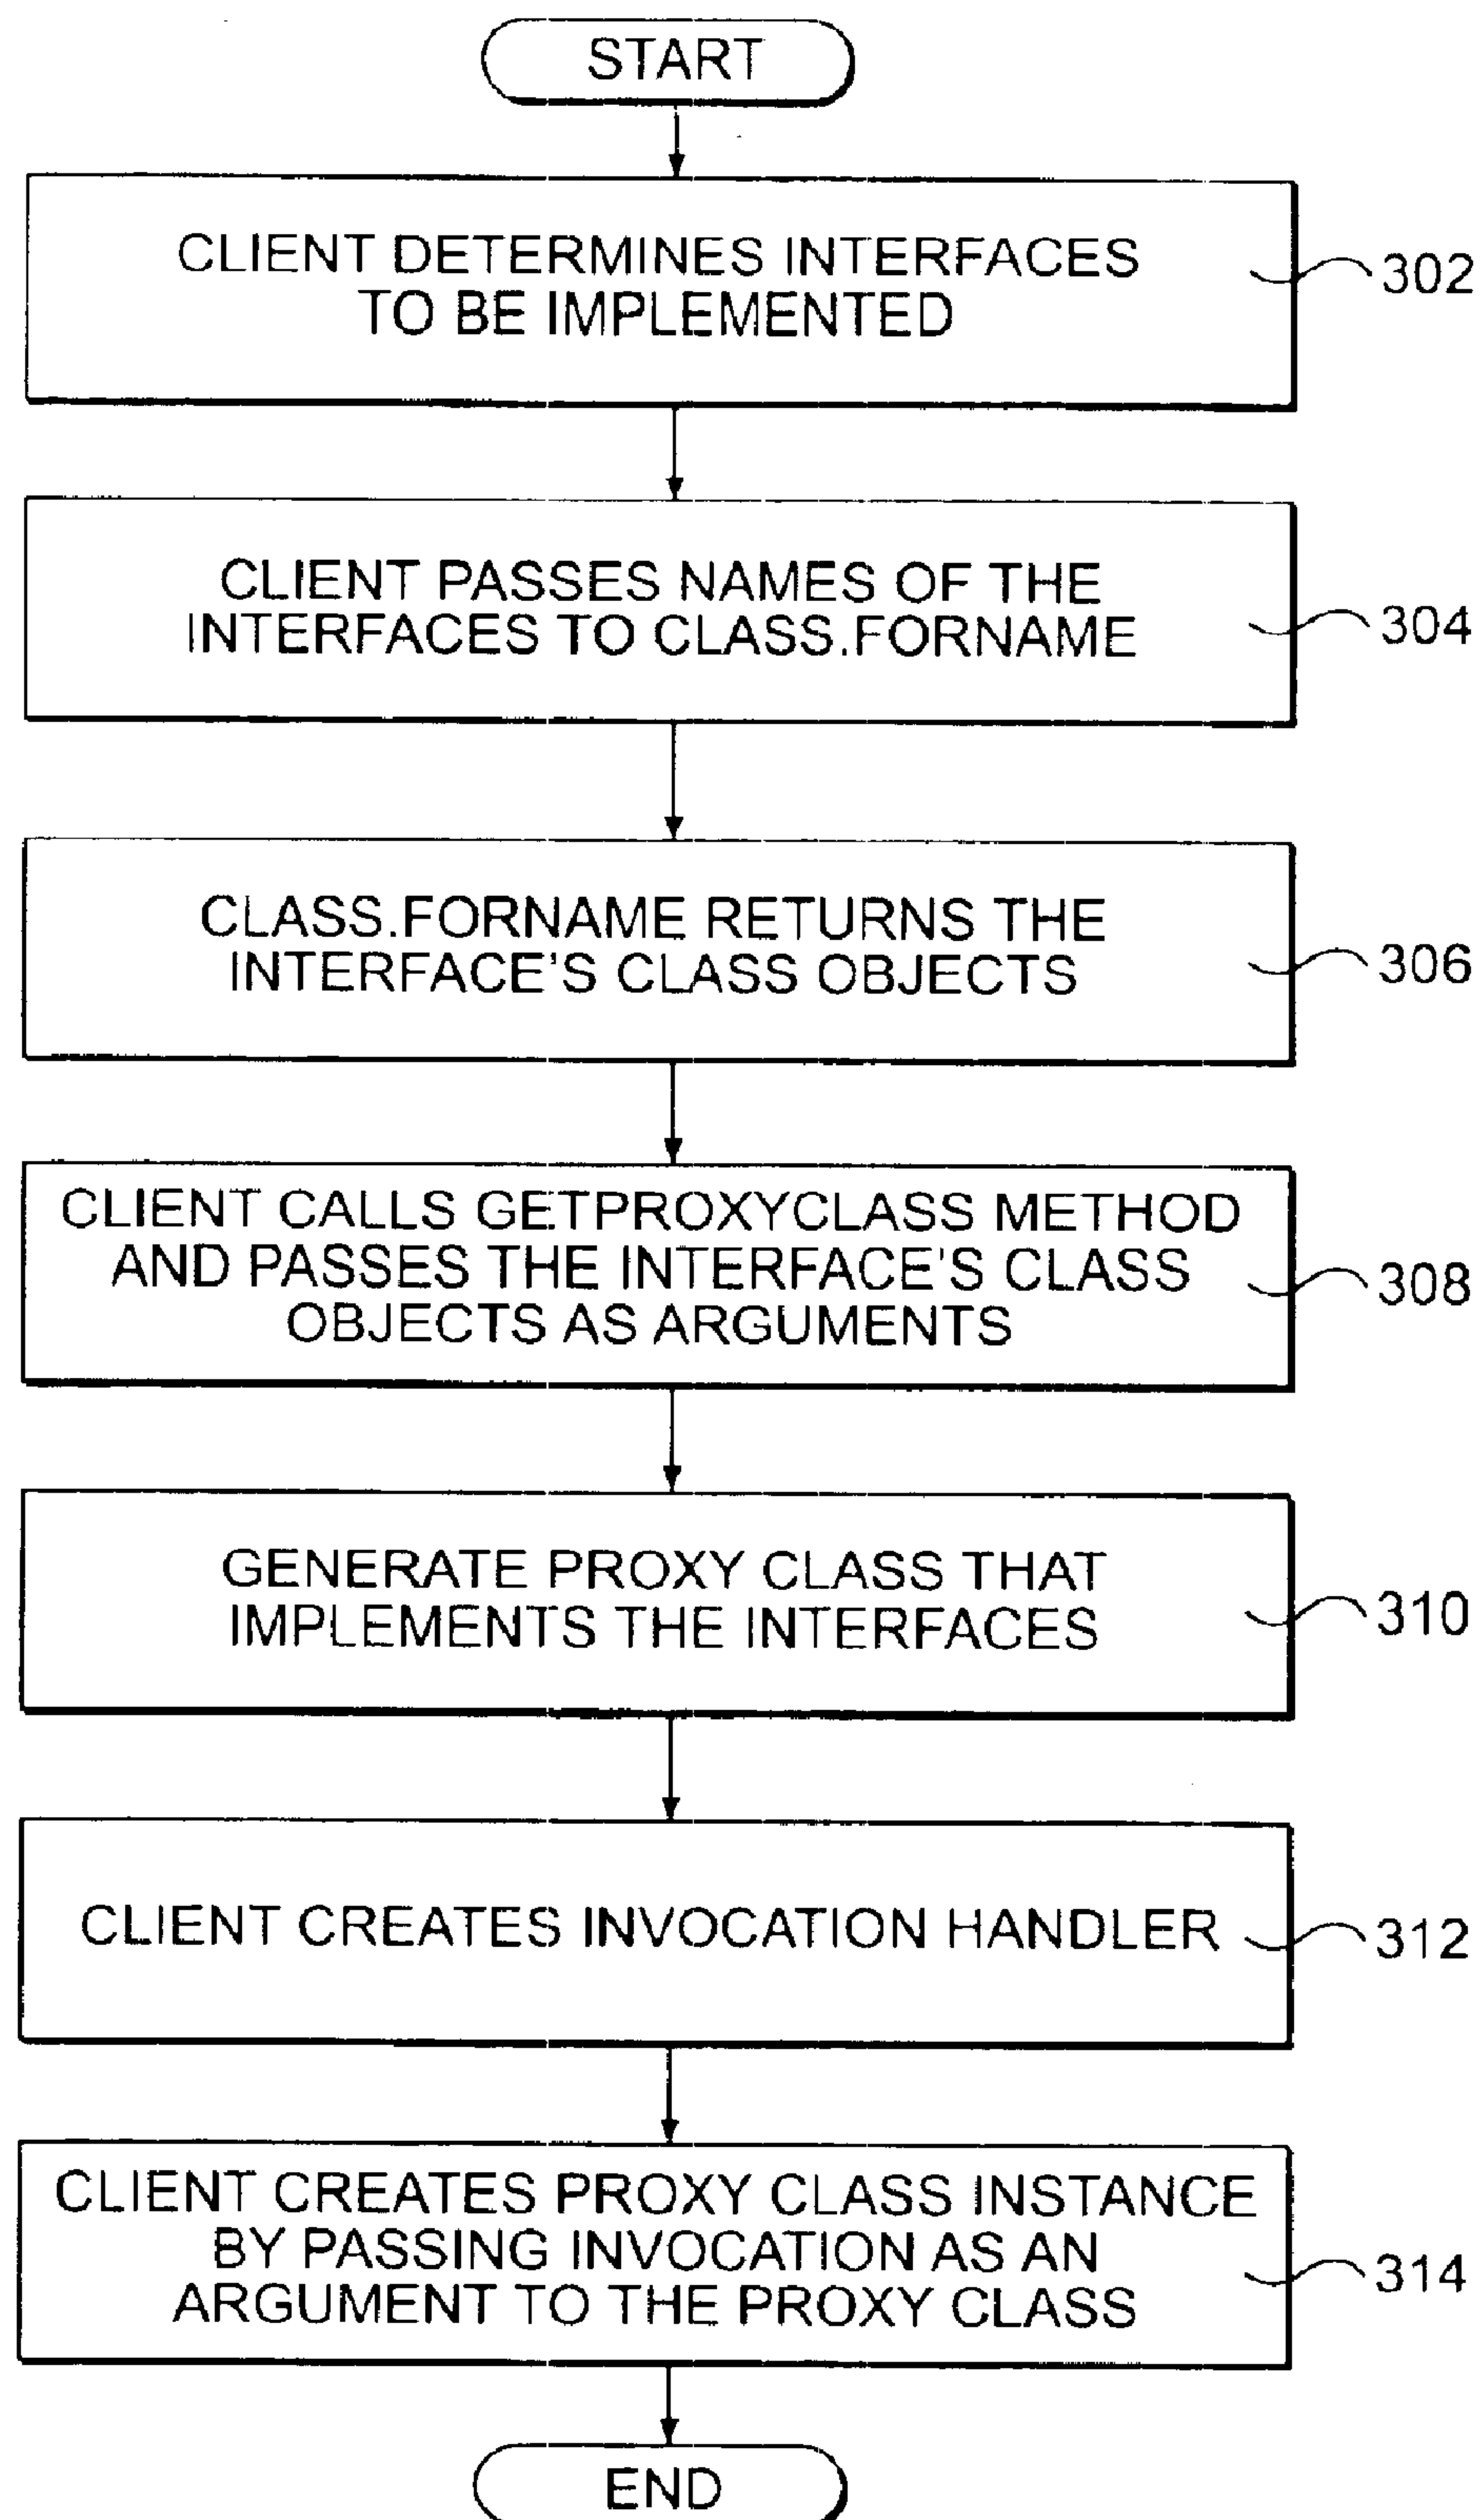 START
CLIENT DETERMINES INTERFACES
TO BE IMPLEMENTED
302
CLIENT PASSES NAMES OF THE
INTERFACES TO CLASS.FORNAME
304
CLASS.FORNAME RETURNS THE
INTERFACE'S CLASS OBJECTS
306
CLIENT CALLS GETPROXYCLASS METHOD
AND PASSES THE INTERFACE'S CLASS
OBJECTS AS ARGUMENTS
308
GENERATE PROXY CLASS THAT
IMPLEMENTS THE INTERFACES
310
CLIENT CREATES INVOCATION HANDLER
312
CLIENT CREATES PROXY CLASS INSTANCE
BY PASSING INVOCATION AS AN
ARGUMENT TO THE PROXY CLASS
314
END